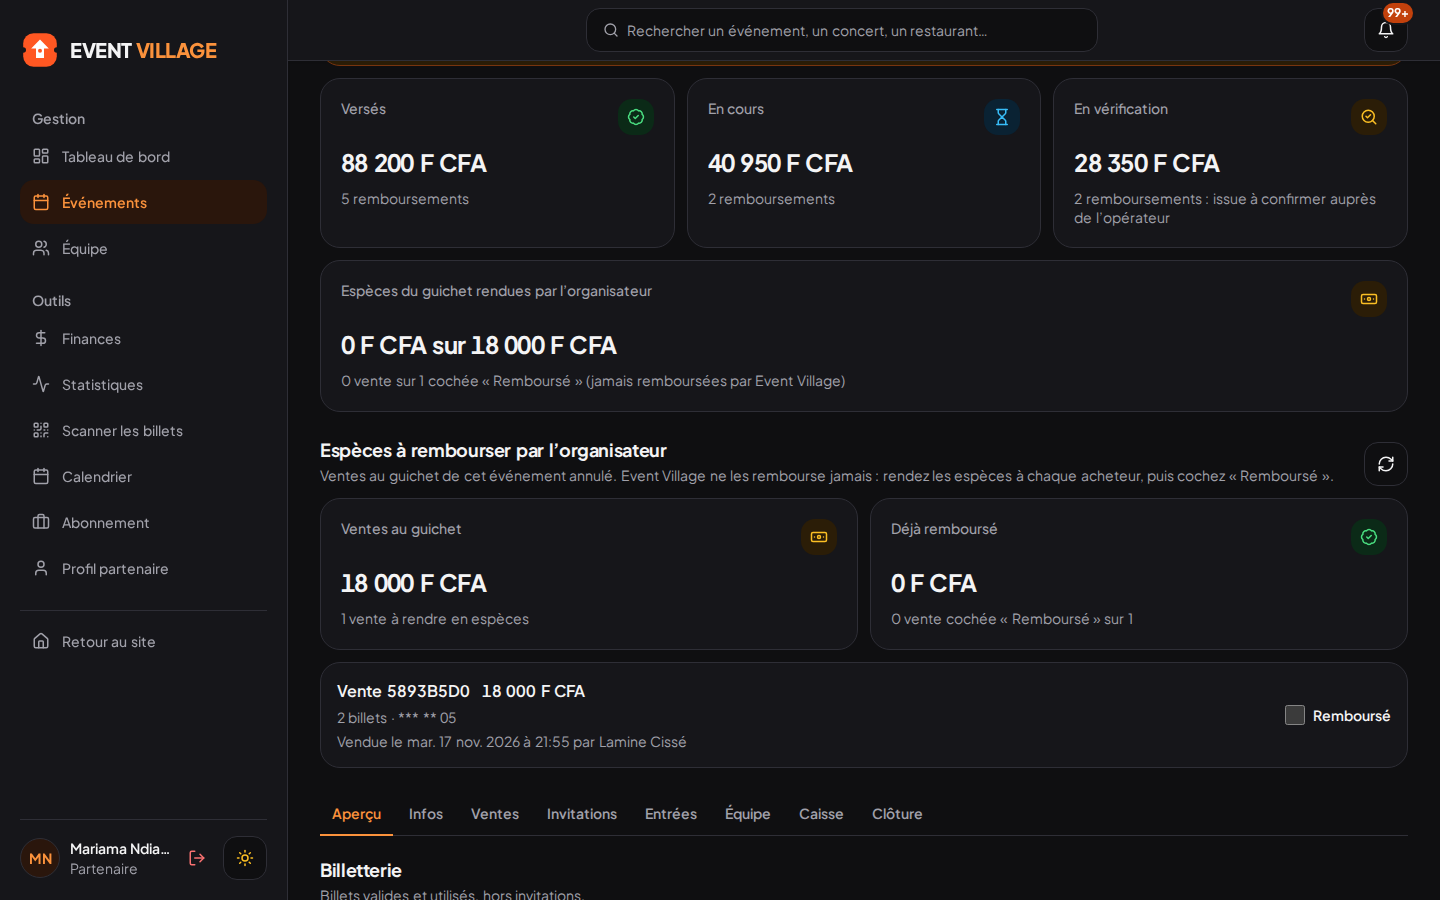 EVENT VILLAGE
Rechercher un événement, un concert, un restaurant...
99+
Gestion
Tableau de bord
Événements
Équipe
Outils
Finances
Statistiques
Scanner les billets
Calendrier
Abonnement
Profil partenaire
Retour au site
MN
Mariama Ndia...
Partenaire
Versés
88 200 F CFA
5 remboursements
En cours
40 950 F CFA
2 remboursements
En vérification
28 350 F CFA
2 remboursements : issue à confirmer auprès
de l'opérateur
Espèces du guichet rendues par l'organisateur
0 F CFA sur 18 000 F CFA
0 vente sur 1 cochée « Remboursé » (jamais remboursées par Event Village)
Espèces à rembourser par l'organisateur
Ventes au guichet de cet événement annulé. Event Village ne les rembourse jamais : rendez les espèces à chaque acheteur, puis cochez « Remboursé ».
Ventes au guichet
18 000 F CFA
1 vente à rendre en espèces
Déjà remboursé
0 F CFA
0 vente cochée « Remboursé » sur 1
Vente 5893B5D0 18 000 F CFA
2 billets · *** ** 05
Vendue le mar. 17 nov. 2026 à 21:55 par Lamine Cissé
Remboursé
Aperçu Infos Ventes Invitations Entrées Équipe Caisse Clôture
Billetterie
Billets valides et utilisés, hors invitations.